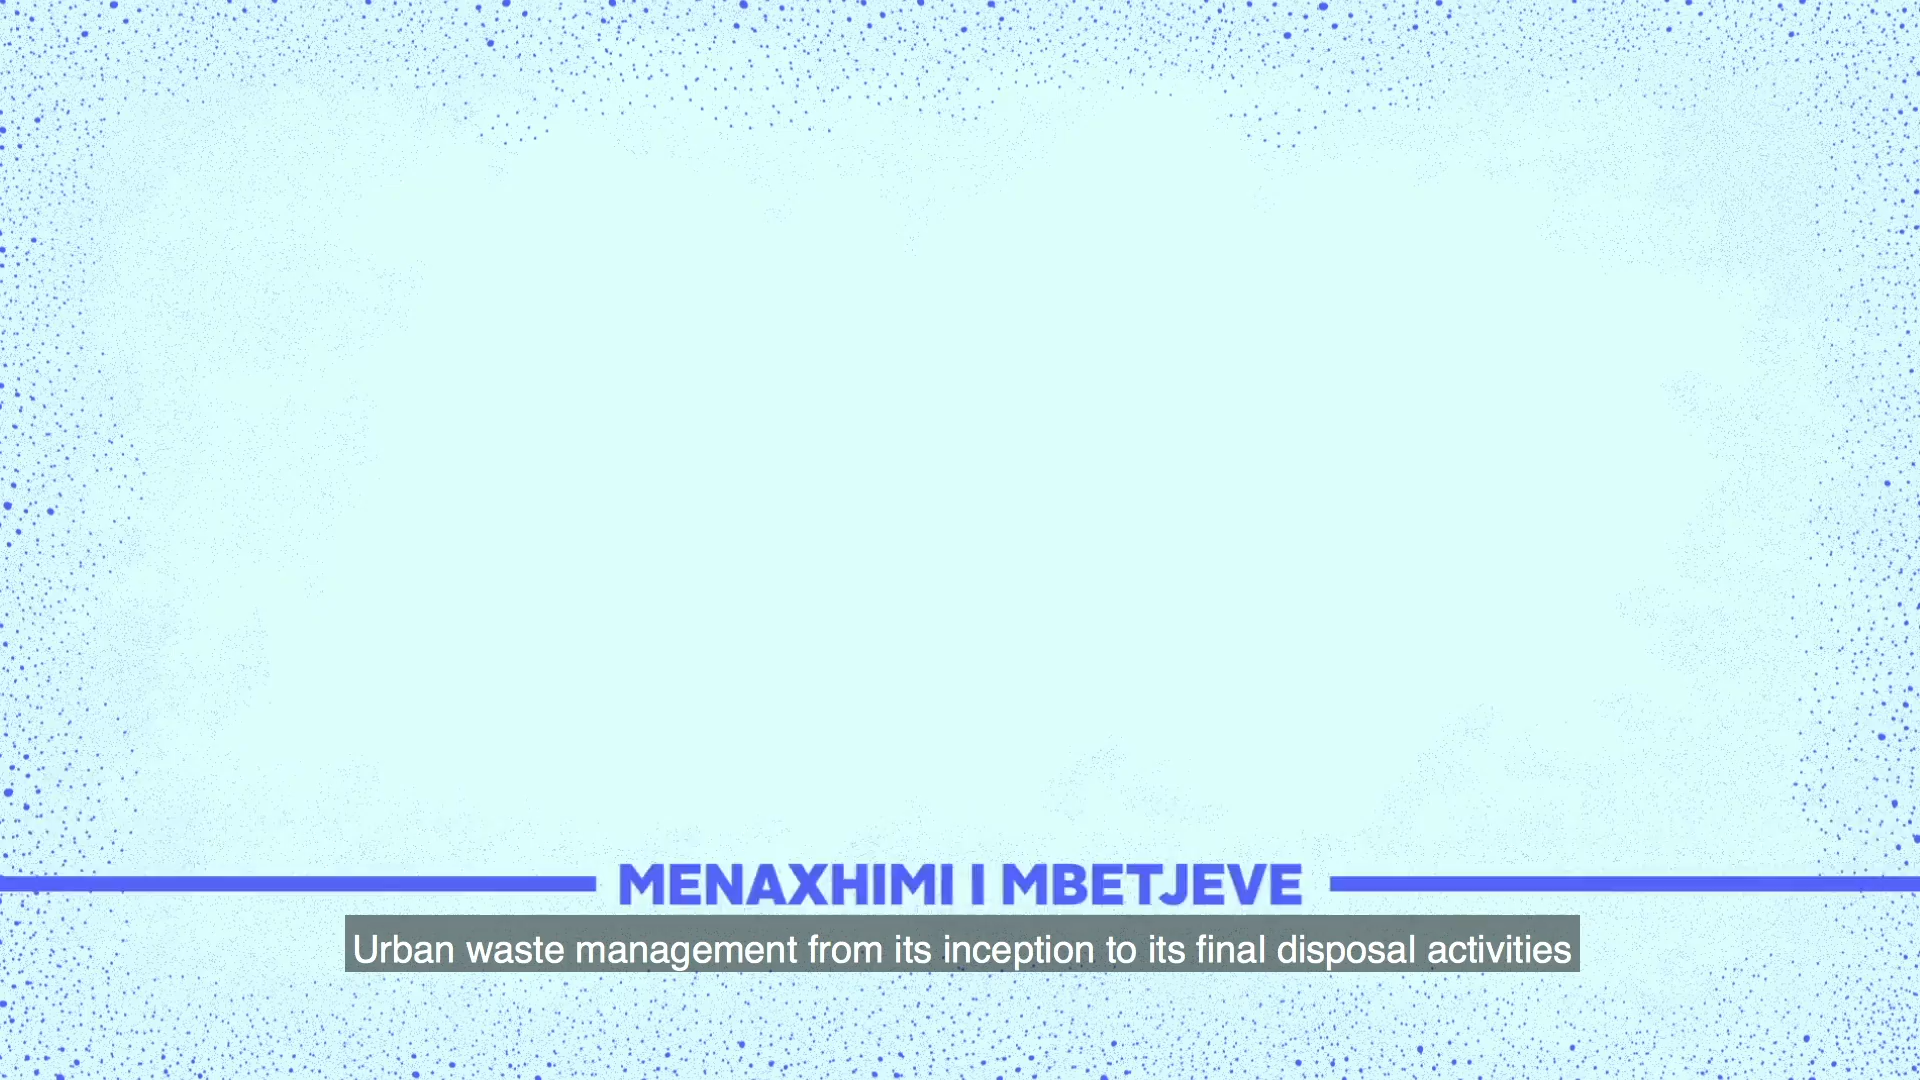 MENAXHIMI I MBETJEVE
Urban waste management from its inception to its final disposal activities